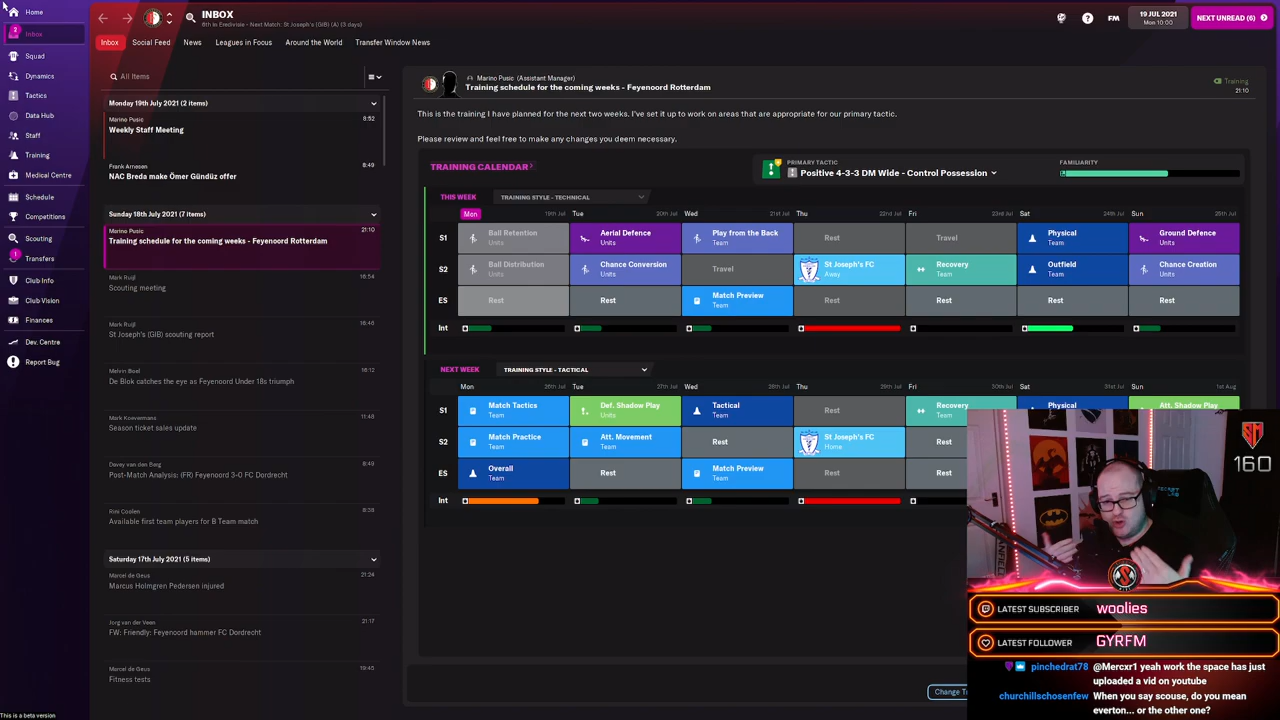 Home
Inbox
2
Squad
Dynamics
Tactics
Data Hub
Staff
Training
Medical Centre
Schedule
Competitions
Scouting
Transfers
1
Club Info
Club Vision
Finances
Dev. Centre
Report Bug
This is a beta version
INBOX
6th in Eredivisie - Next Match: St Joseph's (GIB) (A) (3 days)
FM
19 JUL 2021
Mon 10:00
NEXT UNREAD (6)
Inbox Social Feed News Leagues in Focus Around the World Transfer Window News
All Items
Monday 19th July 2021 (2 items)
Marino Pusic 8:52
Weekly Staff Meeting
Frank Arnesen 8:49
NAC Breda make Ömer Gündüz offer
Sunday 18th July 2021 (7 items)
Marino Pusic 21:10
Training schedule for the coming weeks - Feyenoord Rotterdam
Mark Ruijl 16:54
Scouting meeting
Mark Ruijl 16:46
St Joseph's (GIB) scouting report
Melvin Boel 16:12
De Blok catches the eye as Feyenoord Under 18s triumph
Mark Koevermans 11:48
Season ticket sales update
Davey van den Berg 8:49
Post-Match Analysis: (FR) Feyenoord 3-0 FC Dordrecht
Rini Coolen 8:28
Available first team players for B Team match
Saturday 17th July 2021 (5 items)
Marcel de Geus 21:24
Marcus Holmgren Pedersen injured
Jorg van der Veen 21:17
FW: Friendly: Feyenoord hammer FC Dordrecht
Marcel de Geus 19:45
Fitness tests
Marino Pusic (Assistant Manager)
Training schedule for the coming weeks - Feyenoord Rotterdam
Training
21:10
This is the training I have planned for the next two weeks. I've set it up to work on areas that are appropriate for our primary tactic.
Please review and feel free to make any changes you deem necessary.
TRAINING CALENDAR
PRIMARY TACTIC
Positive 4-3-3 DM Wide - Control Possession
FAMILIARITY
THIS WEEK TRAINING STYLE - TECHNICAL
Mon 19th Jul Tue 20th Jul Wed 21st Jul Thu 22nd Jul Fri 23rd Jul Sat 24th Jul Sun 25th Jul
S1 Ball Retention Units Aerial Defence Units Play from the Back Units Rest Travel Physical Team Ground Defence Units
S2 Ball Distribution Units Chance Conversion Units Travel St Joseph's FC Away Recovery Team Outfield Team Chance Creation Units
ES Rest Rest Match Preview Team Rest Rest Rest Rest
Int
NEXT WEEK TRAINING STYLE - TACTICAL
Mon 26th Jul Tue 27th Jul Wed 28th Jul Thu 29th Jul Fri 30th Jul Sat 31st Jul Sun 1st Aug
S1 Match Tactics Team Def. Shadow Play Units Tactical Team Rest Recovery Team Physical Att. Shadow Play
S2 Match Practice Team Att. Movement Team Rest St Joseph's FC Home Rest
ES Overall Team Rest Match Preview Team Rest Rest
Int
160
LATEST SUBSCRIBER woolies
LATEST FOLLOWER GYRFM
pinchedrat78 @Mercxr1 yeah work the space has just
uploaded a vid on youtube
churchillschosenfew When you say scouse, do you mean
everton... or the other one?